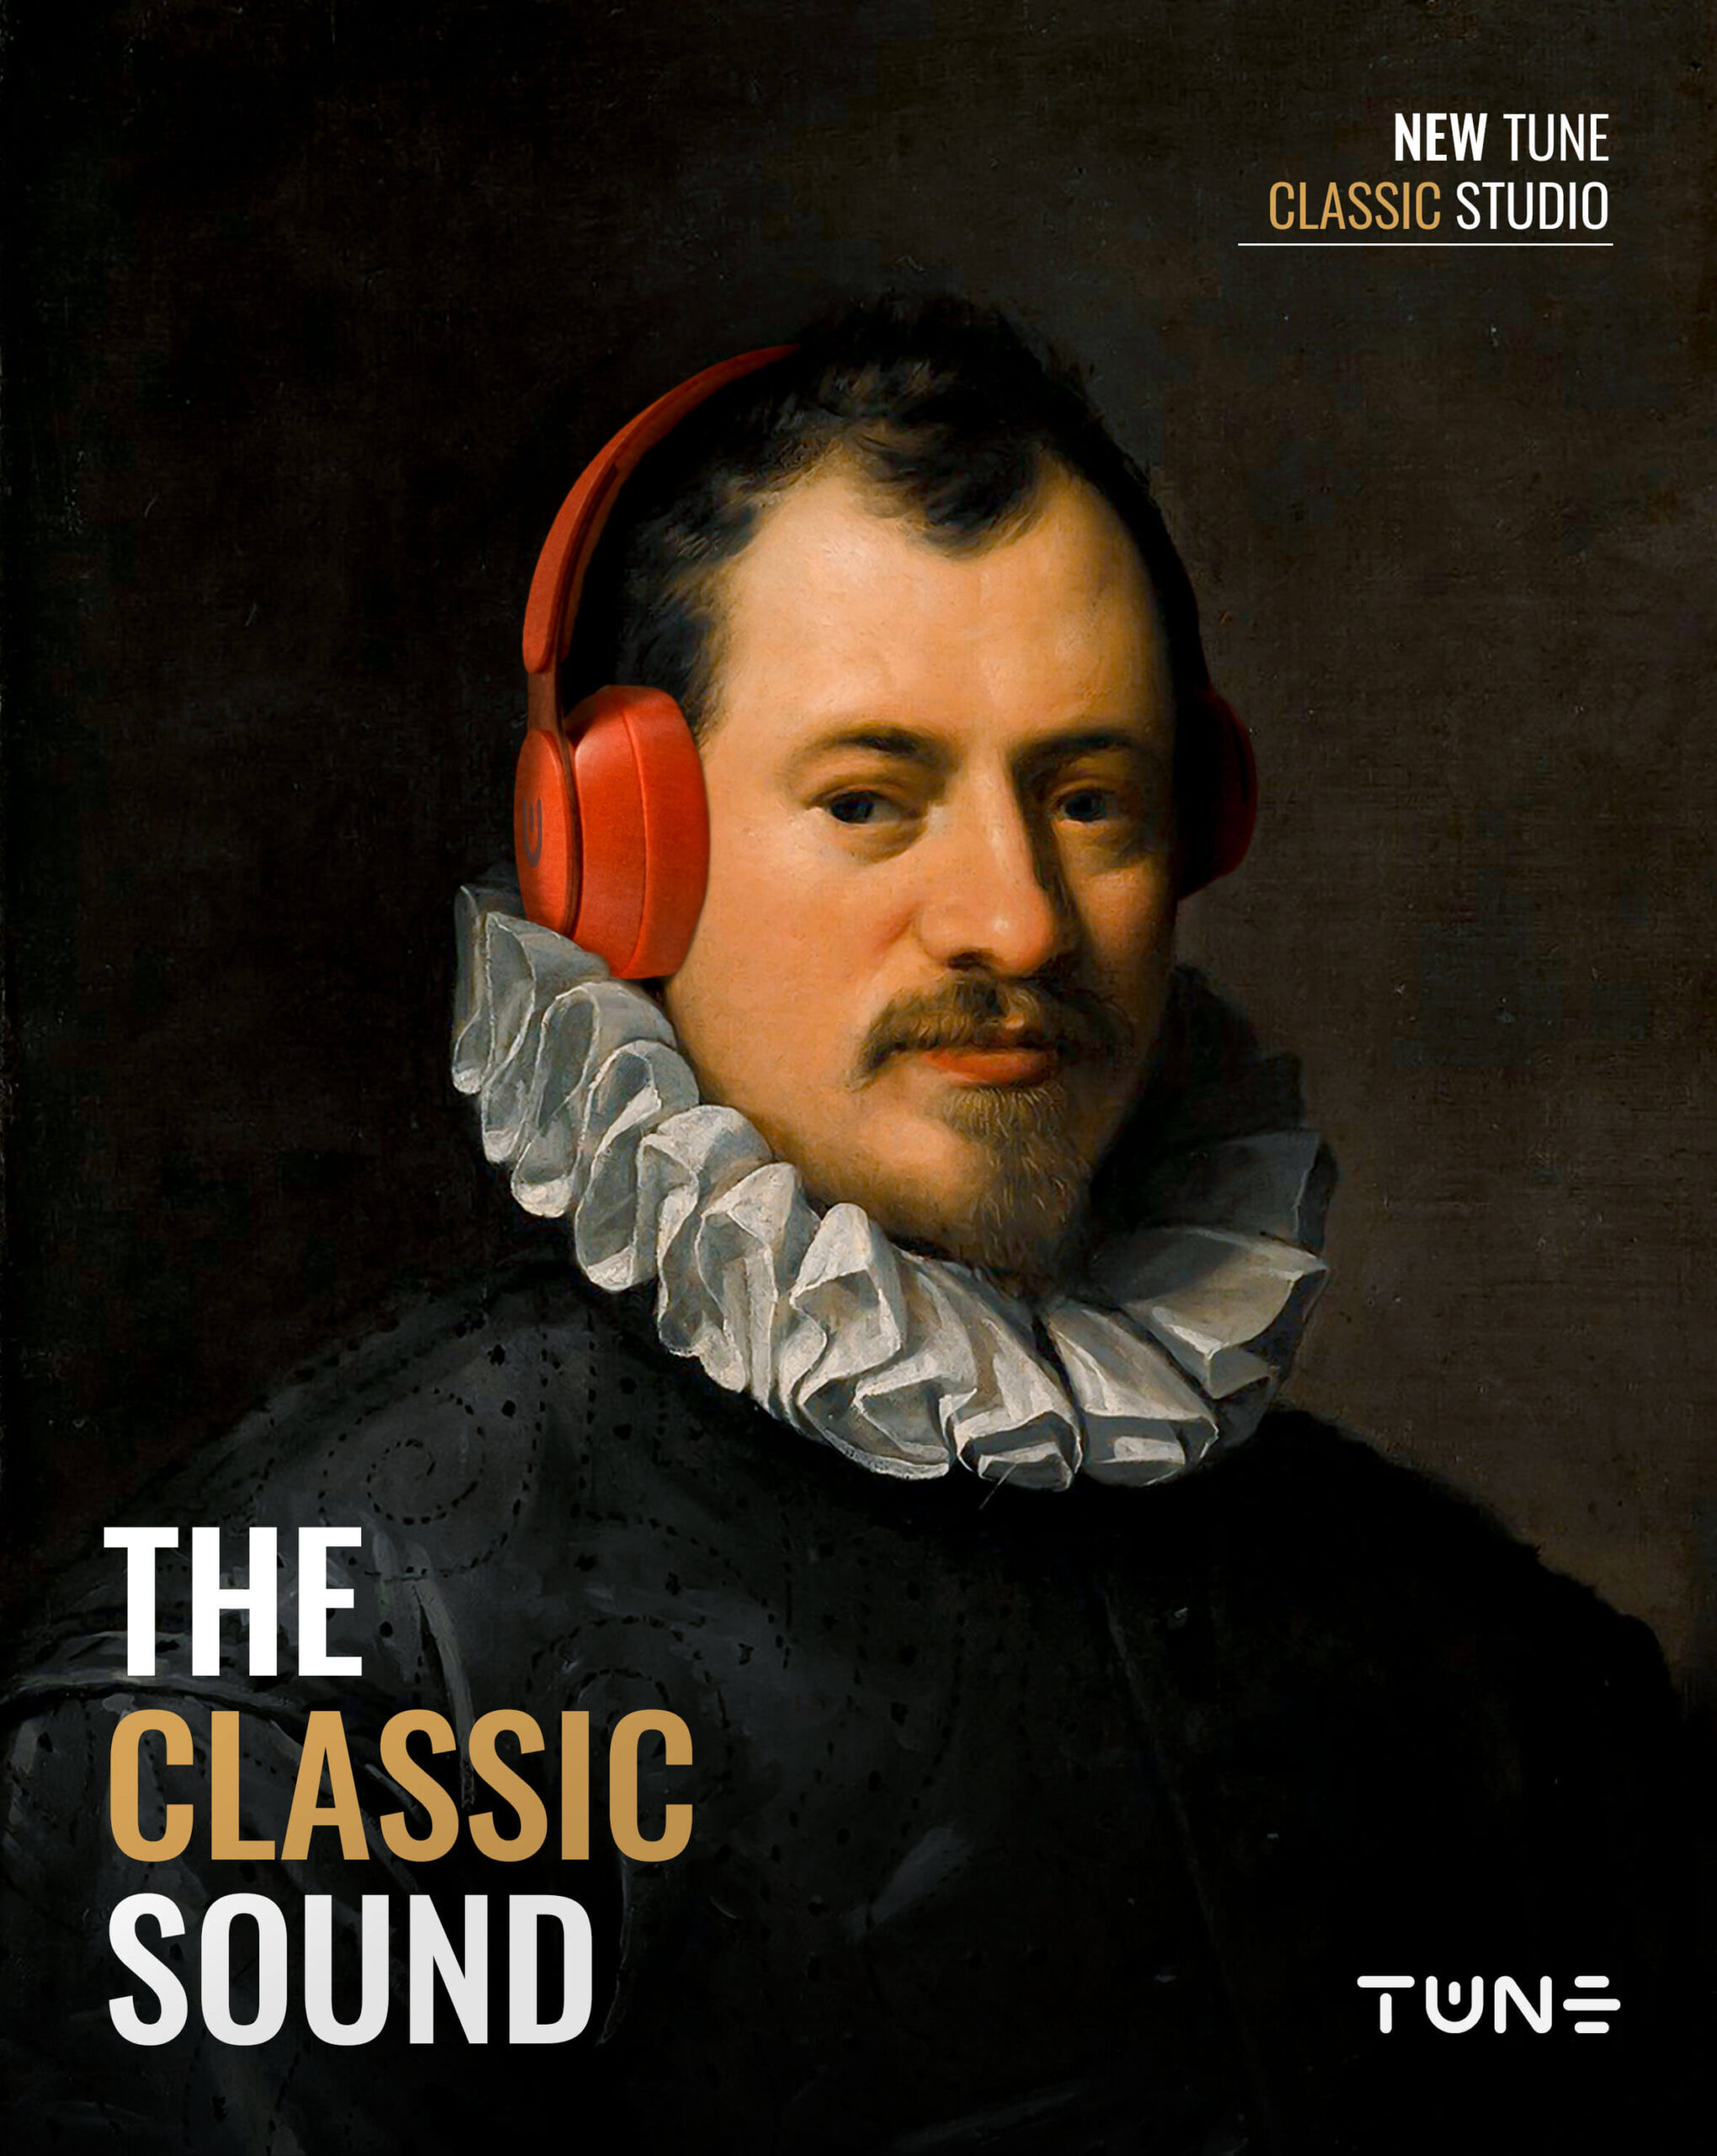 NEW TUNE
CLASSIC STUDIO
THE
CLASSIC
SOUND
TUNE